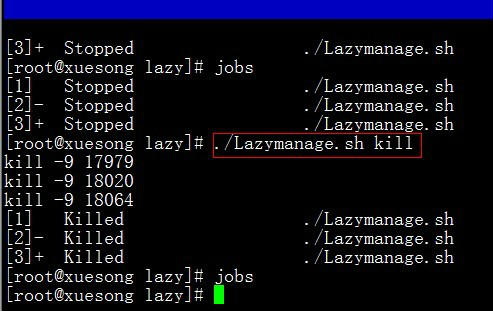 [3]+  Stopped                 ./Lazymanage.sh
[root@xuesong lazy]# jobs
[1]   Stopped                 ./Lazymanage.sh
[2]-  Stopped                 ./Lazymanage.sh
[3]+  Stopped                 ./Lazymanage.sh
[root@xuesong lazy]# ./Lazymanage.sh kill
kill -9 17979
kill -9 18020
kill -9 18064
[1]   Killed                  ./Lazymanage.sh
[2]-  Killed                  ./Lazymanage.sh
[3]+  Killed                  ./Lazymanage.sh
[root@xuesong lazy]# jobs
[root@xuesong lazy]#